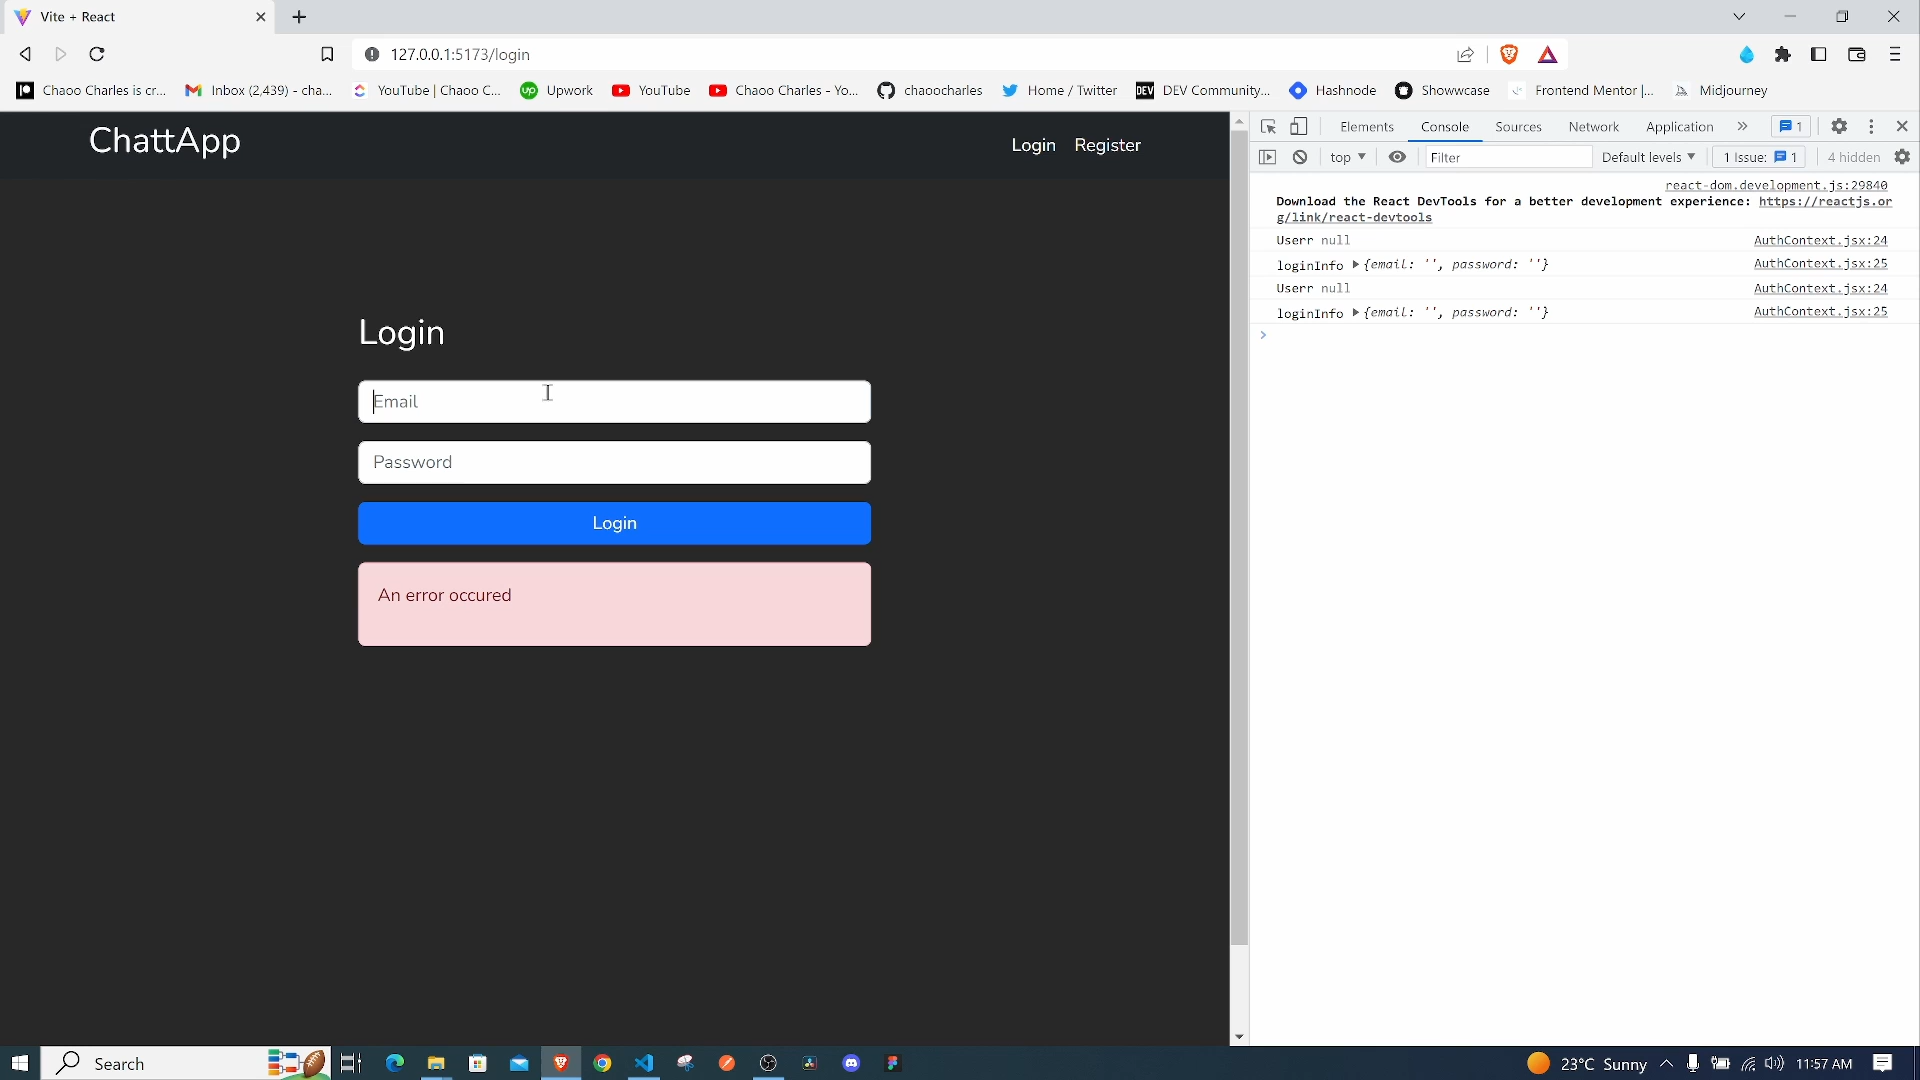 Vite + React
127.0.0.1:5173/login
Chaoo Charles is cr... Inbox (2,439) - cha... YouTube | Chaoo C... Upwork YouTube Chaoo Charles - Yo... chaoocharles Home / Twitter DEV DEV Community... Hashnode Showwcase Frontend Mentor |... Midjourney
ChattApp Login Register
Login
Email
Password
Login
An error occured
Elements Console Sources Network Application » 1
top Filter Default levels 1 Issue: 1 4 hidden
react-dom.development.js:29840
Download the React DevTools for a better development experience: https://reactjs.or
g/link/react-devtools
Userr null AuthContext.jsx:24
loginInfo {email: '', password: ''} AuthContext.jsx:25
Userr null AuthContext.jsx:24
loginInfo {email: '', password: ''} AuthContext.jsx:25
Search 23°C Sunny 11:57 AM